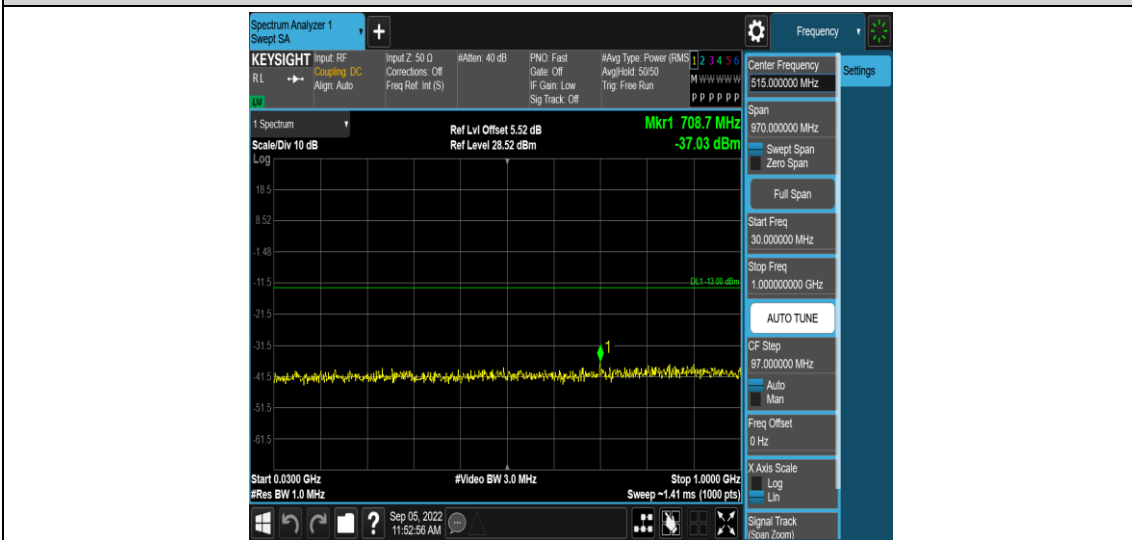 Spectrum Analyzer 1
Swept SA
+
Frequency
KEYSIGHT
RL
LXI
Input: RF
Coupling: DC
Align: Auto
Input Z: 50 Ω
Corrections: Off
Freq Ref: Int (S)
#Atten: 40 dB
PNO: Fast
Gate: Off
IF Gain: Low
Sig Track: Off
#Avg Type: Power (RMS
Avg|Hold: 50/50
Trig: Free Run
1 2 3 4 5 6
M W W W W W
P P P P P P
1 Spectrum
Scale/Div 10 dB
Log
Ref Lvl Offset 5.52 dB
Ref Level 28.52 dBm
Mkr1 708.7 MHz
-37.03 dBm
18.5
8.52
-1.48
-11.5
-21.5
-31.5
-41.5
-51.5
-61.5
DL1 -13.00 dBm
1
Start 0.0300 GHz
#Res BW 1.0 MHz
#Video BW 3.0 MHz
Stop 1.0000 GHz
Sweep ~1.41 ms (1000 pts)
Sep 05, 2022
11:52:56 AM
?
Center Frequency
515.000000 MHz
Settings
Span
970.000000 MHz
Swept Span
Zero Span
Full Span
Start Freq
30.000000 MHz
Stop Freq
1.000000000 GHz
AUTO TUNE
CF Step
97.000000 MHz
Auto
Man
Freq Offset
0 Hz
X Axis Scale
Log
Lin
Signal Track
(Span Zoom)